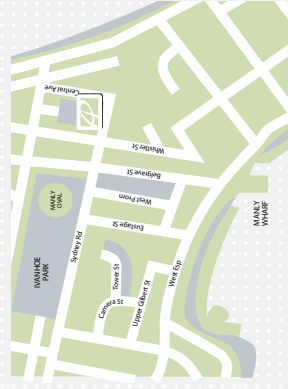 Central Ave
Whistler St
Belgrave St
West Prom
Eustage St
MANLY
OVAL
IVANHOE
PARK
Sydney Rd
Tower St
Camera St
Upper Gilbert St
West Esp
MANLY
WHARF